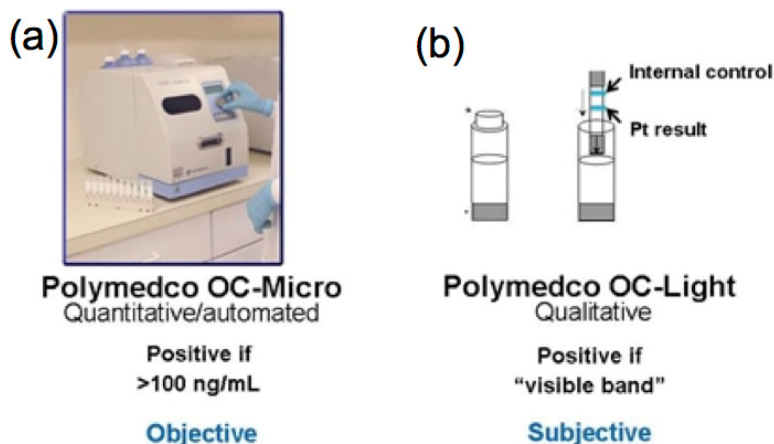 (a)
Polymedco OC-Micro
Quantitative/automated
Positive if
>100 ng/mL
Objective
(b)
Internal control
Pt result
Polymedco OC-Light
Qualitative
Positive if
“visible band”
Subjective